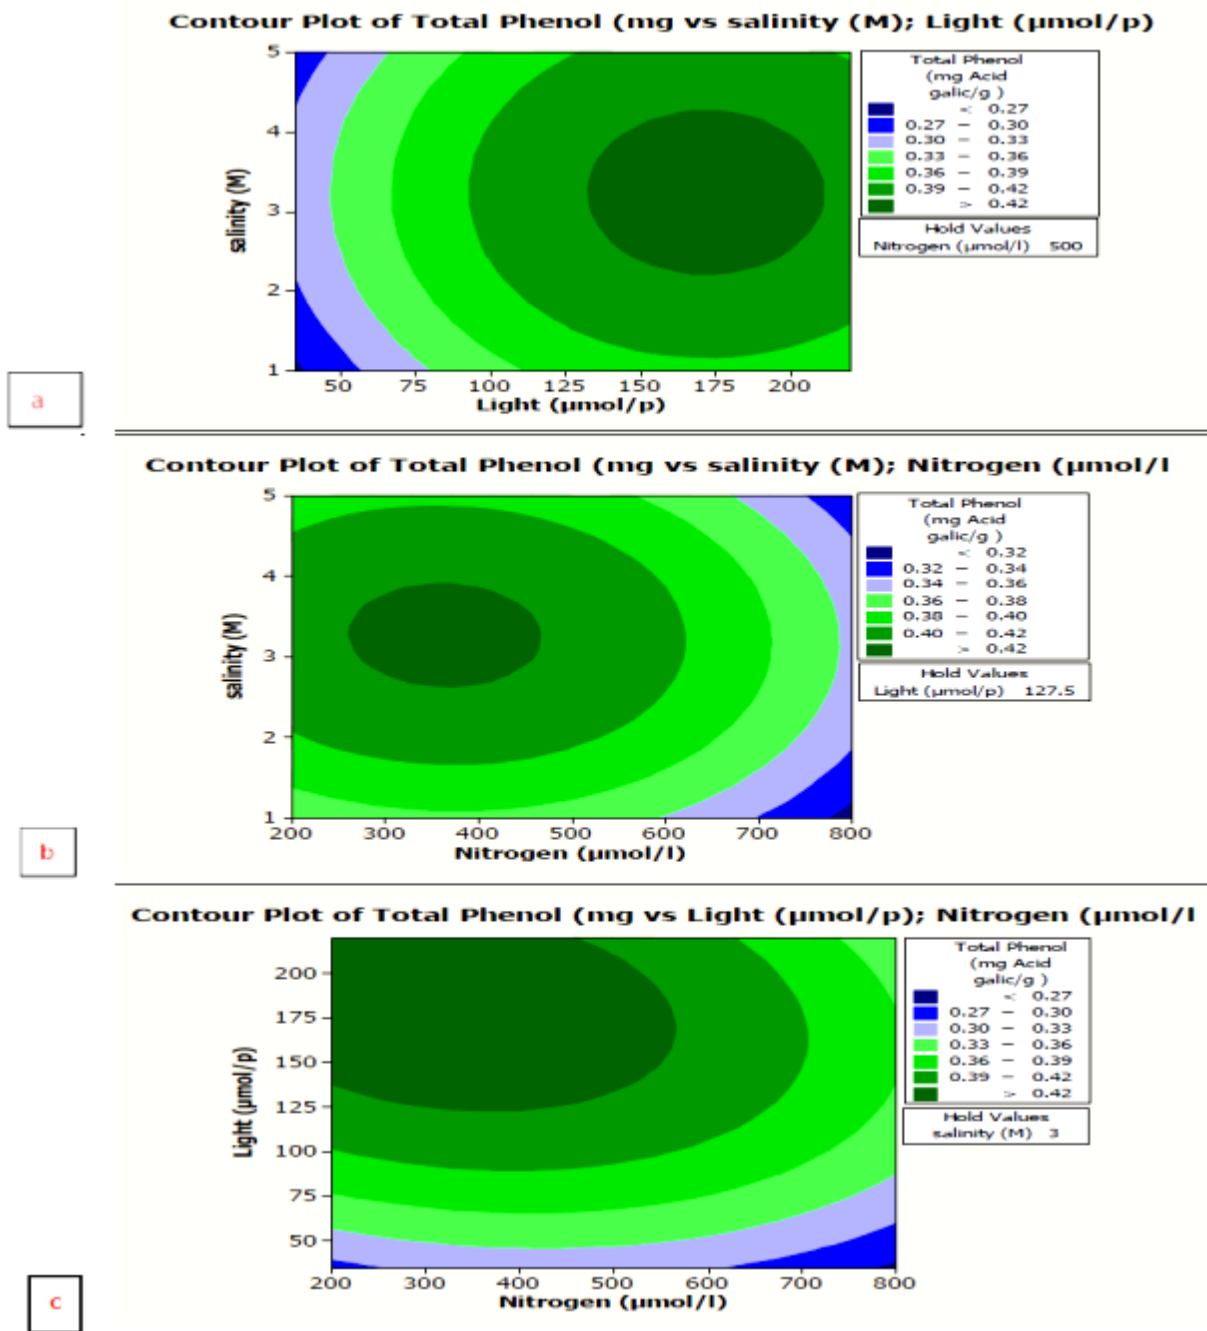 Contour Plot of Total Phenol (mg vs salinity (M); Light (µmol/p)
Total Phenol
(mg Acid
galic/g )
< 0.27
0.27 – 0.30
0.30 – 0.33
0.33 – 0.36
0.36 – 0.39
0.39 – 0.42
> 0.42
Hold Values
Nitrogen (µmol/l) 500
salinity (M)
5
4
3
2
1
50 75 100 125 150 175 200
Light (µmol/p)
a
Contour Plot of Total Phenol (mg vs salinity (M); Nitrogen (µmol/l
Total Phenol
(mg Acid
galic/g )
< 0.32
0.32 – 0.34
0.34 – 0.36
0.36 – 0.38
0.38 – 0.40
0.40 – 0.42
> 0.42
Hold Values
Light (µmol/p) 127.5
salinity (M)
5
4
3
2
1
200 300 400 500 600 700 800
Nitrogen (µmol/l)
b
Contour Plot of Total Phenol (mg vs Light (µmol/p); Nitrogen (µmol/l
Total Phenol
(mg Acid
galic/g )
< 0.27
0.27 – 0.30
0.30 – 0.33
0.33 – 0.36
0.36 – 0.39
0.39 – 0.42
> 0.42
Hold Values
salinity (M) 3
Light (µmol/p)
200
175
150
125
100
75
50
200 300 400 500 600 700 800
Nitrogen (µmol/l)
c